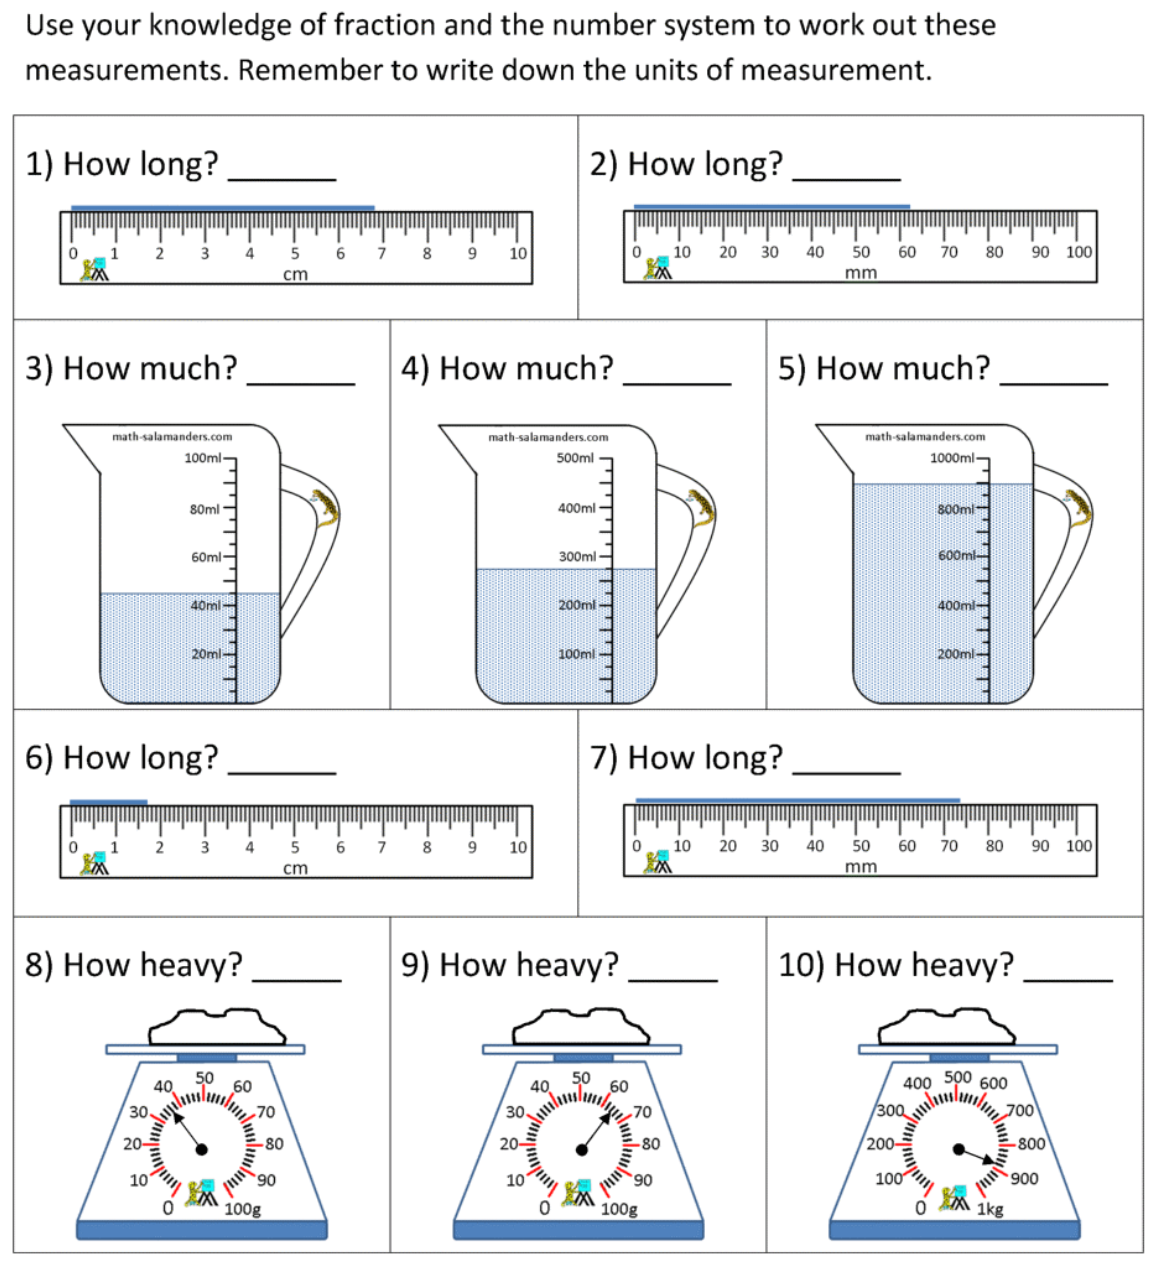 Use your knowledge of fraction and the number system to work out these
measurements. Remember to write down the units of measurement.
1) How long? ______
0 1 2 3 4 5 6 7 8 9 10
cm
2) How long? ______
0 10 20 30 40 50 60 70 80 90 100
mm
3) How much? ______
math-salamanders.com
100ml
80ml
60ml
40ml
20ml
4) How much? ______
math-salamanders.com
500ml
400ml
300ml
200ml
100ml
5) How much? ______
math-salamanders.com
1000ml
800ml
600ml
400ml
200ml
6) How long? ______
0 1 2 3 4 5 6 7 8 9 10
cm
7) How long? ______
0 10 20 30 40 50 60 70 80 90 100
mm
8) How heavy? _____
40 50 60
30 70
20 80
10 90
0 100g
9) How heavy? _____
40 50 60
30 70
20 80
10 90
0 100g
10) How heavy? _____
400 500 600
300 700
200 800
100 900
0 1kg